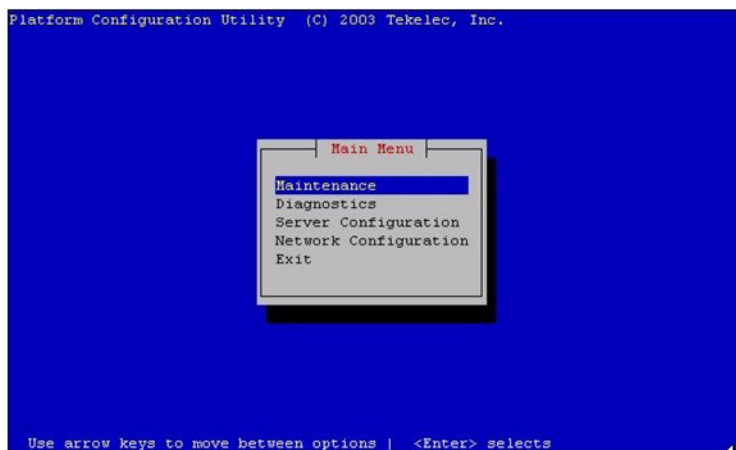 Platform Configuration Utility (C) 2003 Tekelec, Inc.
Main Menu
Maintenance
Diagnostics
Server Configuration
Network Configuration
Exit
Use arrow keys to move between options | <Enter> selects